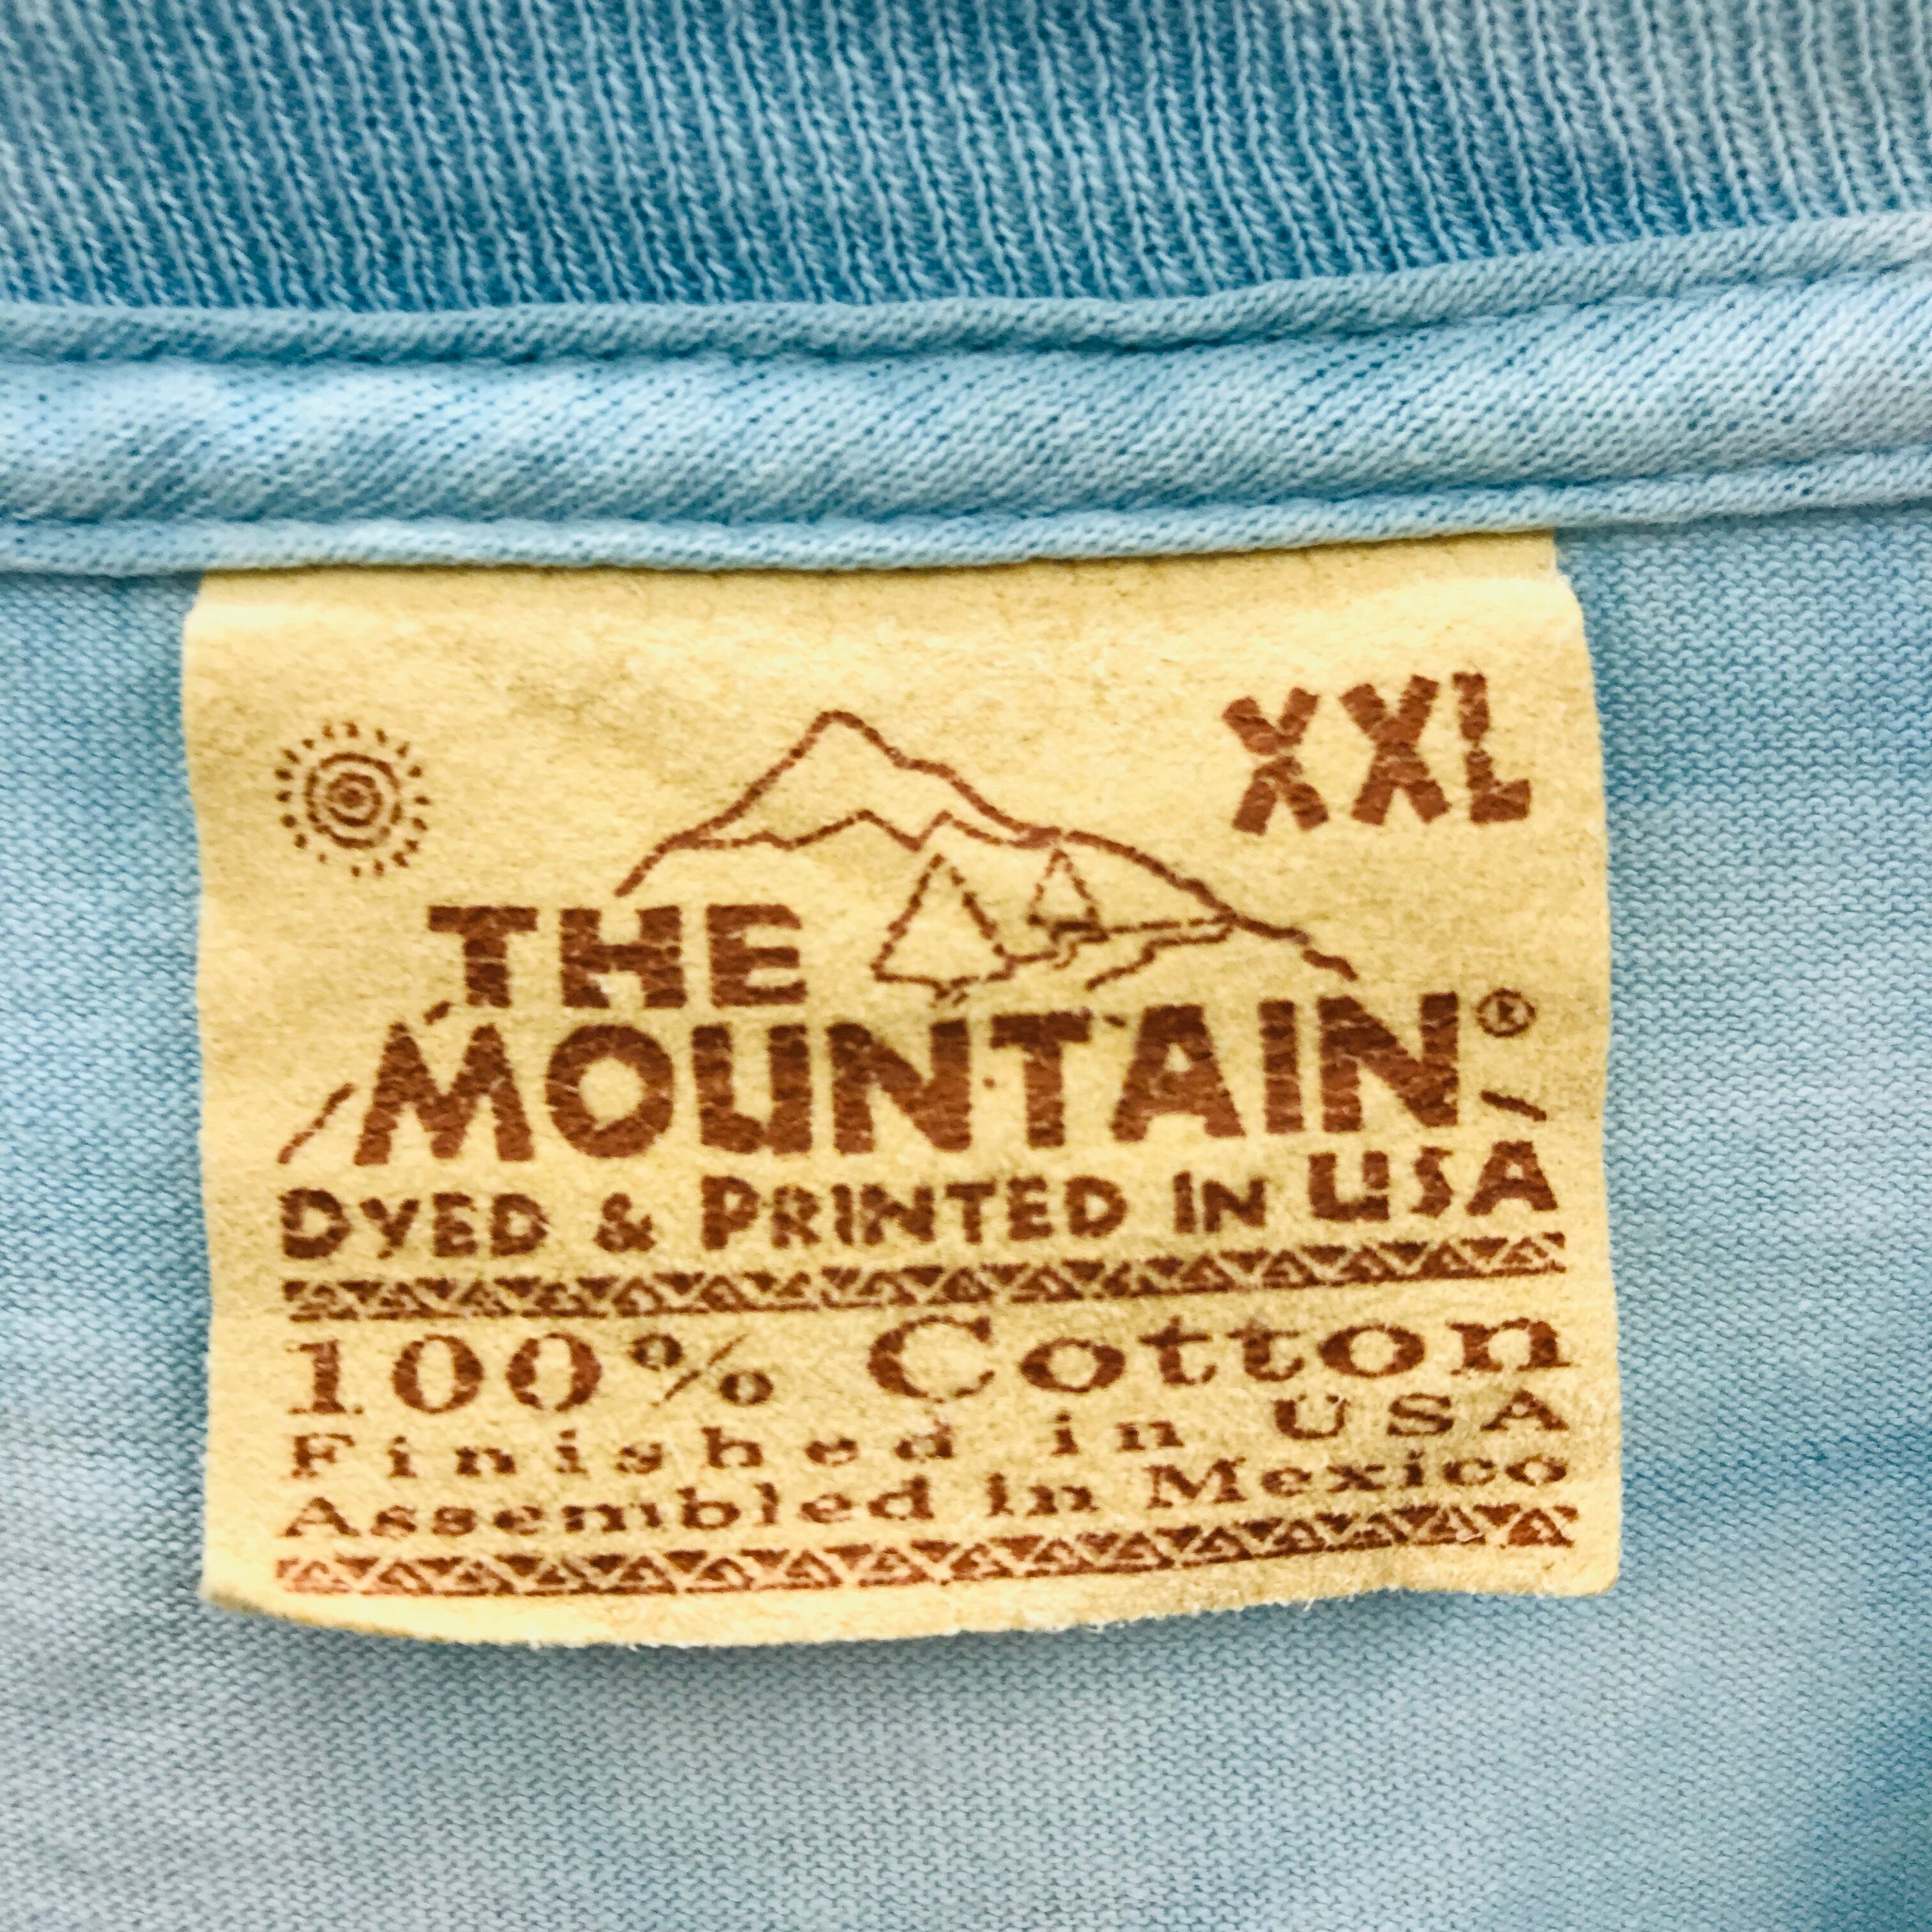 XXL
THE
MOUNTAIN®
DYED & PRINTED IN USA
100% Cotton
Finished in USA
Assembled in Mexico